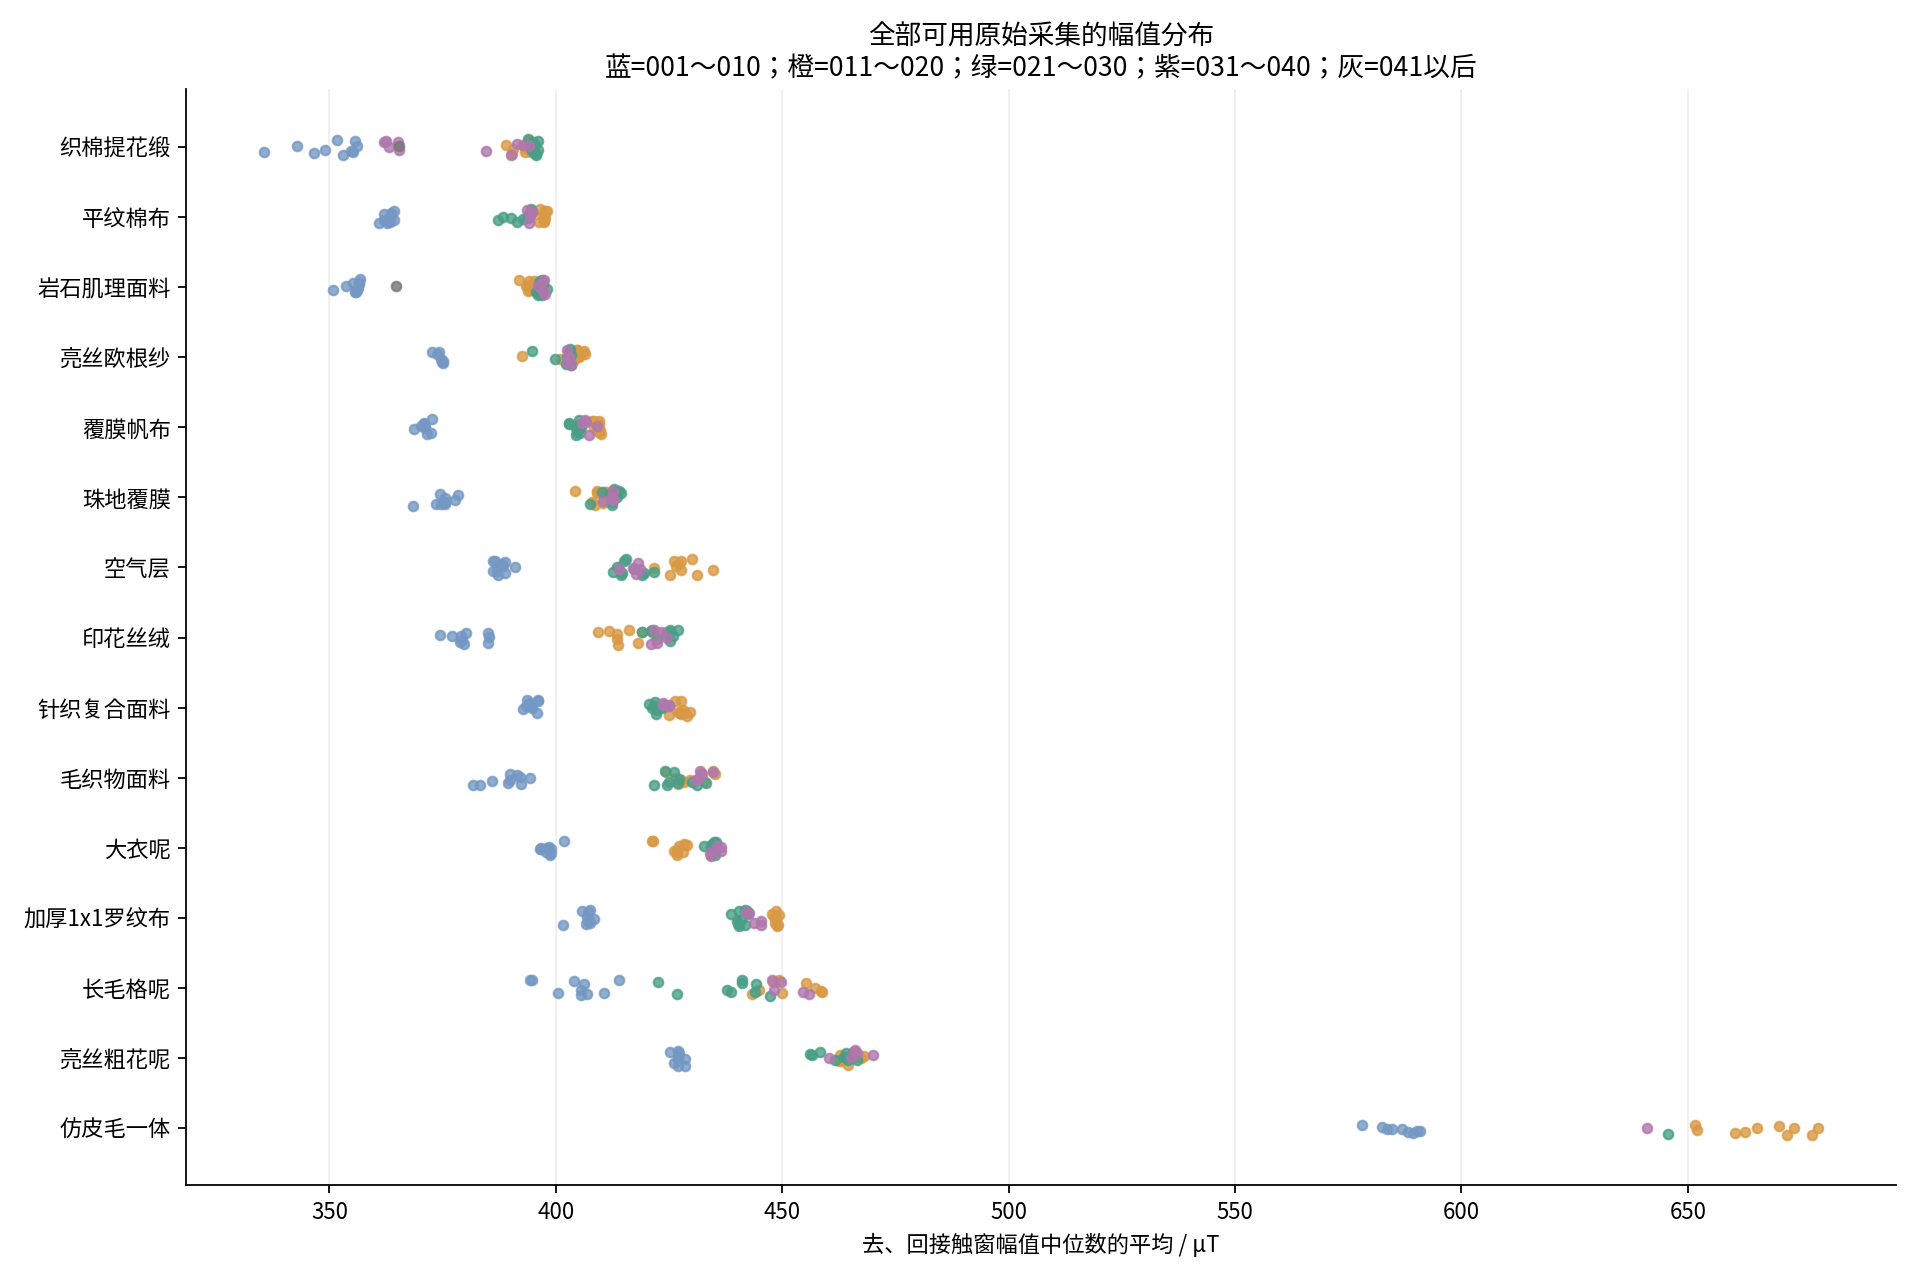 全部可用原始采集的幅值分布
蓝=001～010；橙=011～020；绿=021～030；紫=031～040；灰=041以后
织棉提花缎
平纹棉布
岩石肌理面料
亮丝欧根纱
覆膜帆布
珠地覆膜
空气层
印花丝绒
针织复合面料
毛织物面料
大衣呢
加厚1x1罗纹布
长毛格呢
亮丝粗花呢
仿皮毛一体
350 400 450 500 550 600 650
去、回接触窗幅值中位数的平均 / μT